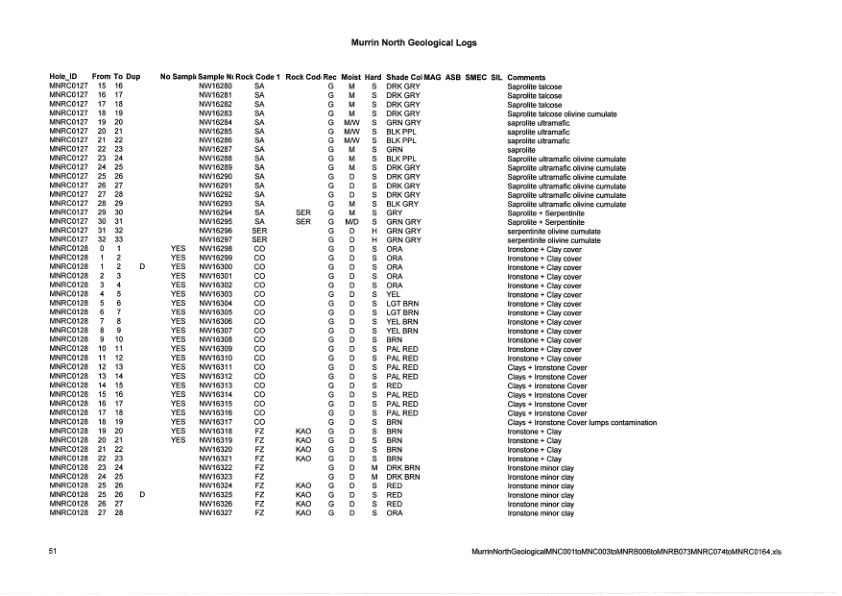 Murrin North Geological Logs
Hole_ID From To Dup No Sampl Sample Nu Rock Code 1 Rock Cod Rec Moist Hard Shade Col MAG ASB SMEC SIL Comments
MNRC0127 15 16 NW16280 SA G M S DRK GRY Saprolite talcose
MNRC0127 16 17 NW16281 SA G M S DRK GRY Saprolite talcose
MNRC0127 17 18 NW16282 SA G M S DRK GRY Saprolite talcose
MNRC0127 18 19 NW16283 SA G M S DRK GRY Saprolite talcose olivine cumulate
MNRC0127 19 20 NW16284 SA G M/W S GRN GRY saprolite ultramafic
MNRC0127 20 21 NW16285 SA G M/W S BLK PPL saprolite ultramafic
MNRC0127 21 22 NW16286 SA G M/W S BLK PPL saprolite ultramafic
MNRC0127 22 23 NW16287 SA G M S GRN saprolite
MNRC0127 23 24 NW16288 SA G M S BLK PPL Saprolite ultramafic olivine cumulate
MNRC0127 24 25 NW16289 SA G M S DRK GRY Saprolite ultramafic olivine cumulate
MNRC0127 25 26 NW16290 SA G D S DRK GRY Saprolite ultramafic olivine cumulate
MNRC0127 26 27 NW16291 SA G D S DRK GRY Saprolite ultramafic olivine cumulate
MNRC0127 27 28 NW16292 SA G D S DRK GRY Saprolite ultramafic olivine cumulate
MNRC0127 28 29 NW16293 SA G M S BLK GRY Saprolite ultramafic olivine cumulate
MNRC0127 29 30 NW16294 SA SER G M S GRY Saprolite + Serpentinite
MNRC0127 30 31 NW16295 SA SER G M/D S GRN GRY Saprolite + Serpentinite
MNRC0127 31 32 NW16296 SER G D H GRN GRY serpentinite olivine cumulate
MNRC0127 32 33 NW16297 SER G D H GRN GRY serpentinite olivine cumulate
MNRC0128 0 1 YES NW16298 CO G D S ORA Ironstone + Clay cover
MNRC0128 1 2 YES NW16299 CO G D S ORA Ironstone + Clay cover
MNRC0128 1 2 D YES NW16300 CO G D S ORA Ironstone + Clay cover
MNRC0128 2 3 YES NW16301 CO G D S ORA Ironstone + Clay cover
MNRC0128 3 4 YES NW16302 CO G D S ORA Ironstone + Clay cover
MNRC0128 4 5 YES NW16303 CO G D S YEL Ironstone + Clay cover
MNRC0128 5 6 YES NW16304 CO G D S LGT BRN Ironstone + Clay cover
MNRC0128 6 7 YES NW16305 CO G D S LGT BRN Ironstone + Clay cover
MNRC0128 7 8 YES NW16306 CO G D S YEL BRN Ironstone + Clay cover
MNRC0128 8 9 YES NW16307 CO G D S YEL BRN Ironstone + Clay cover
MNRC0128 9 10 YES NW16308 CO G D S BRN Ironstone + Clay cover
MNRC0128 10 11 YES NW16309 CO G D S PAL RED Ironstone + Clay cover
MNRC0128 11 12 YES NW16310 CO G D S PAL RED Ironstone + Clay cover
MNRC0128 12 13 YES NW16311 CO G D S PAL RED Clays + Ironstone Cover
MNRC0128 13 14 YES NW16312 CO G D S PAL RED Clays + Ironstone Cover
MNRC0128 14 15 YES NW16313 CO G D S RED Clays + Ironstone Cover
MNRC0128 15 16 YES NW16314 CO G D S PAL RED Clays + Ironstone Cover
MNRC0128 16 17 YES NW16315 CO G D S PAL RED Clays + Ironstone Cover
MNRC0128 17 18 YES NW16316 CO G D S PAL RED Clays + Ironstone Cover
MNRC0128 18 19 YES NW16317 CO G D S BRN Clays + Ironstone Cover lumps contamination
MNRC0128 19 20 YES NW16318 FZ KAO G D S BRN Ironstone + Clay
MNRC0128 20 21 YES NW16319 FZ KAO G D S BRN Ironstone + Clay
MNRC0128 21 22 NW16320 FZ KAO G D S BRN Ironstone + Clay
MNRC0128 22 23 NW16321 FZ KAO G D S BRN Ironstone + Clay
MNRC0128 23 24 NW16322 FZ G D M DRK BRN Ironstone minor clay
MNRC0128 24 25 NW16323 FZ G D M DRK BRN Ironstone minor clay
MNRC0128 25 26 NW16324 FZ KAO G D S RED Ironstone minor clay
MNRC0128 25 26 D NW16325 FZ KAO G D S RED Ironstone minor clay
MNRC0128 26 27 NW16326 FZ KAO G D S RED Ironstone minor clay
MNRC0128 27 28 NW16327 FZ KAO G D S ORA Ironstone minor clay
51 MurrinNorthGeologicalMNC001toMNC003toMNRB006toMNRB073MNRC074toMNRC0164.xls